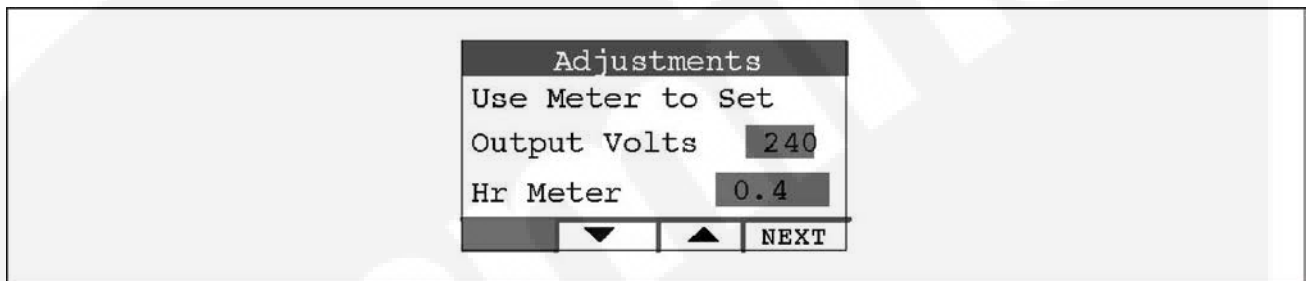 Adjustments
Use Meter to Set
Output Volts 240
Hr Meter 0.4
▼ ▲ NEXT